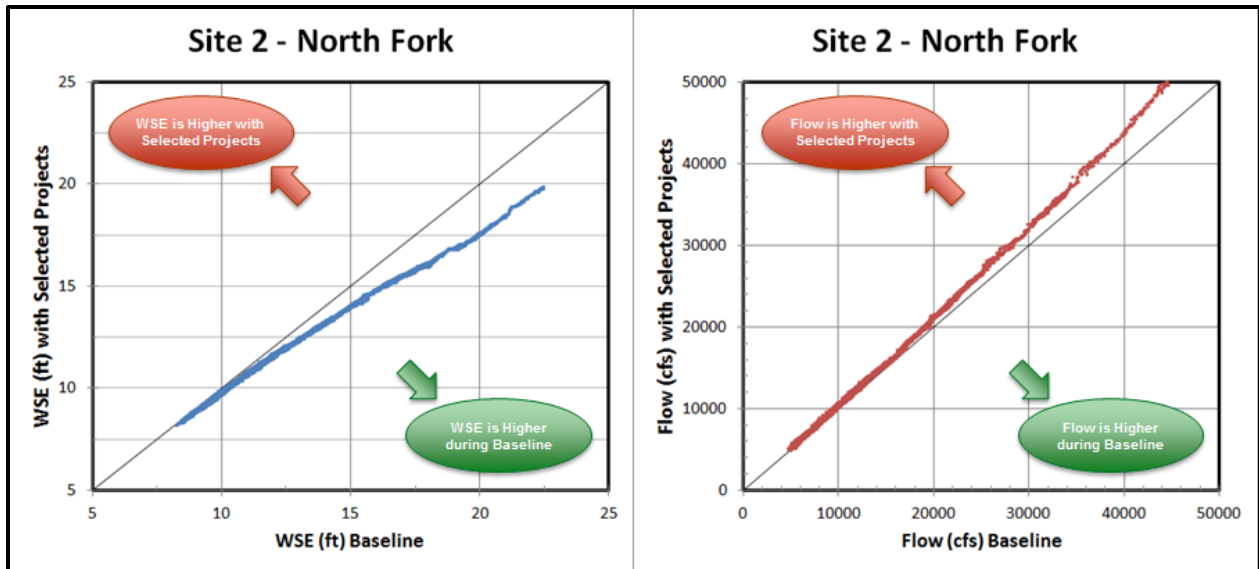 Site 2 - North Fork
WSE (ft) with Selected Projects
25
20
15
10
5
WSE is Higher with
Selected Projects
WSE is Higher
during Baseline
5
10
15
20
25
WSE (ft) Baseline
Site 2 - North Fork
Flow (cfs) with Selected Projects
50000
40000
30000
20000
10000
0
Flow is Higher with
Selected Projects
Flow is Higher
during Baseline
0
10000
20000
30000
40000
50000
Flow (cfs) Baseline